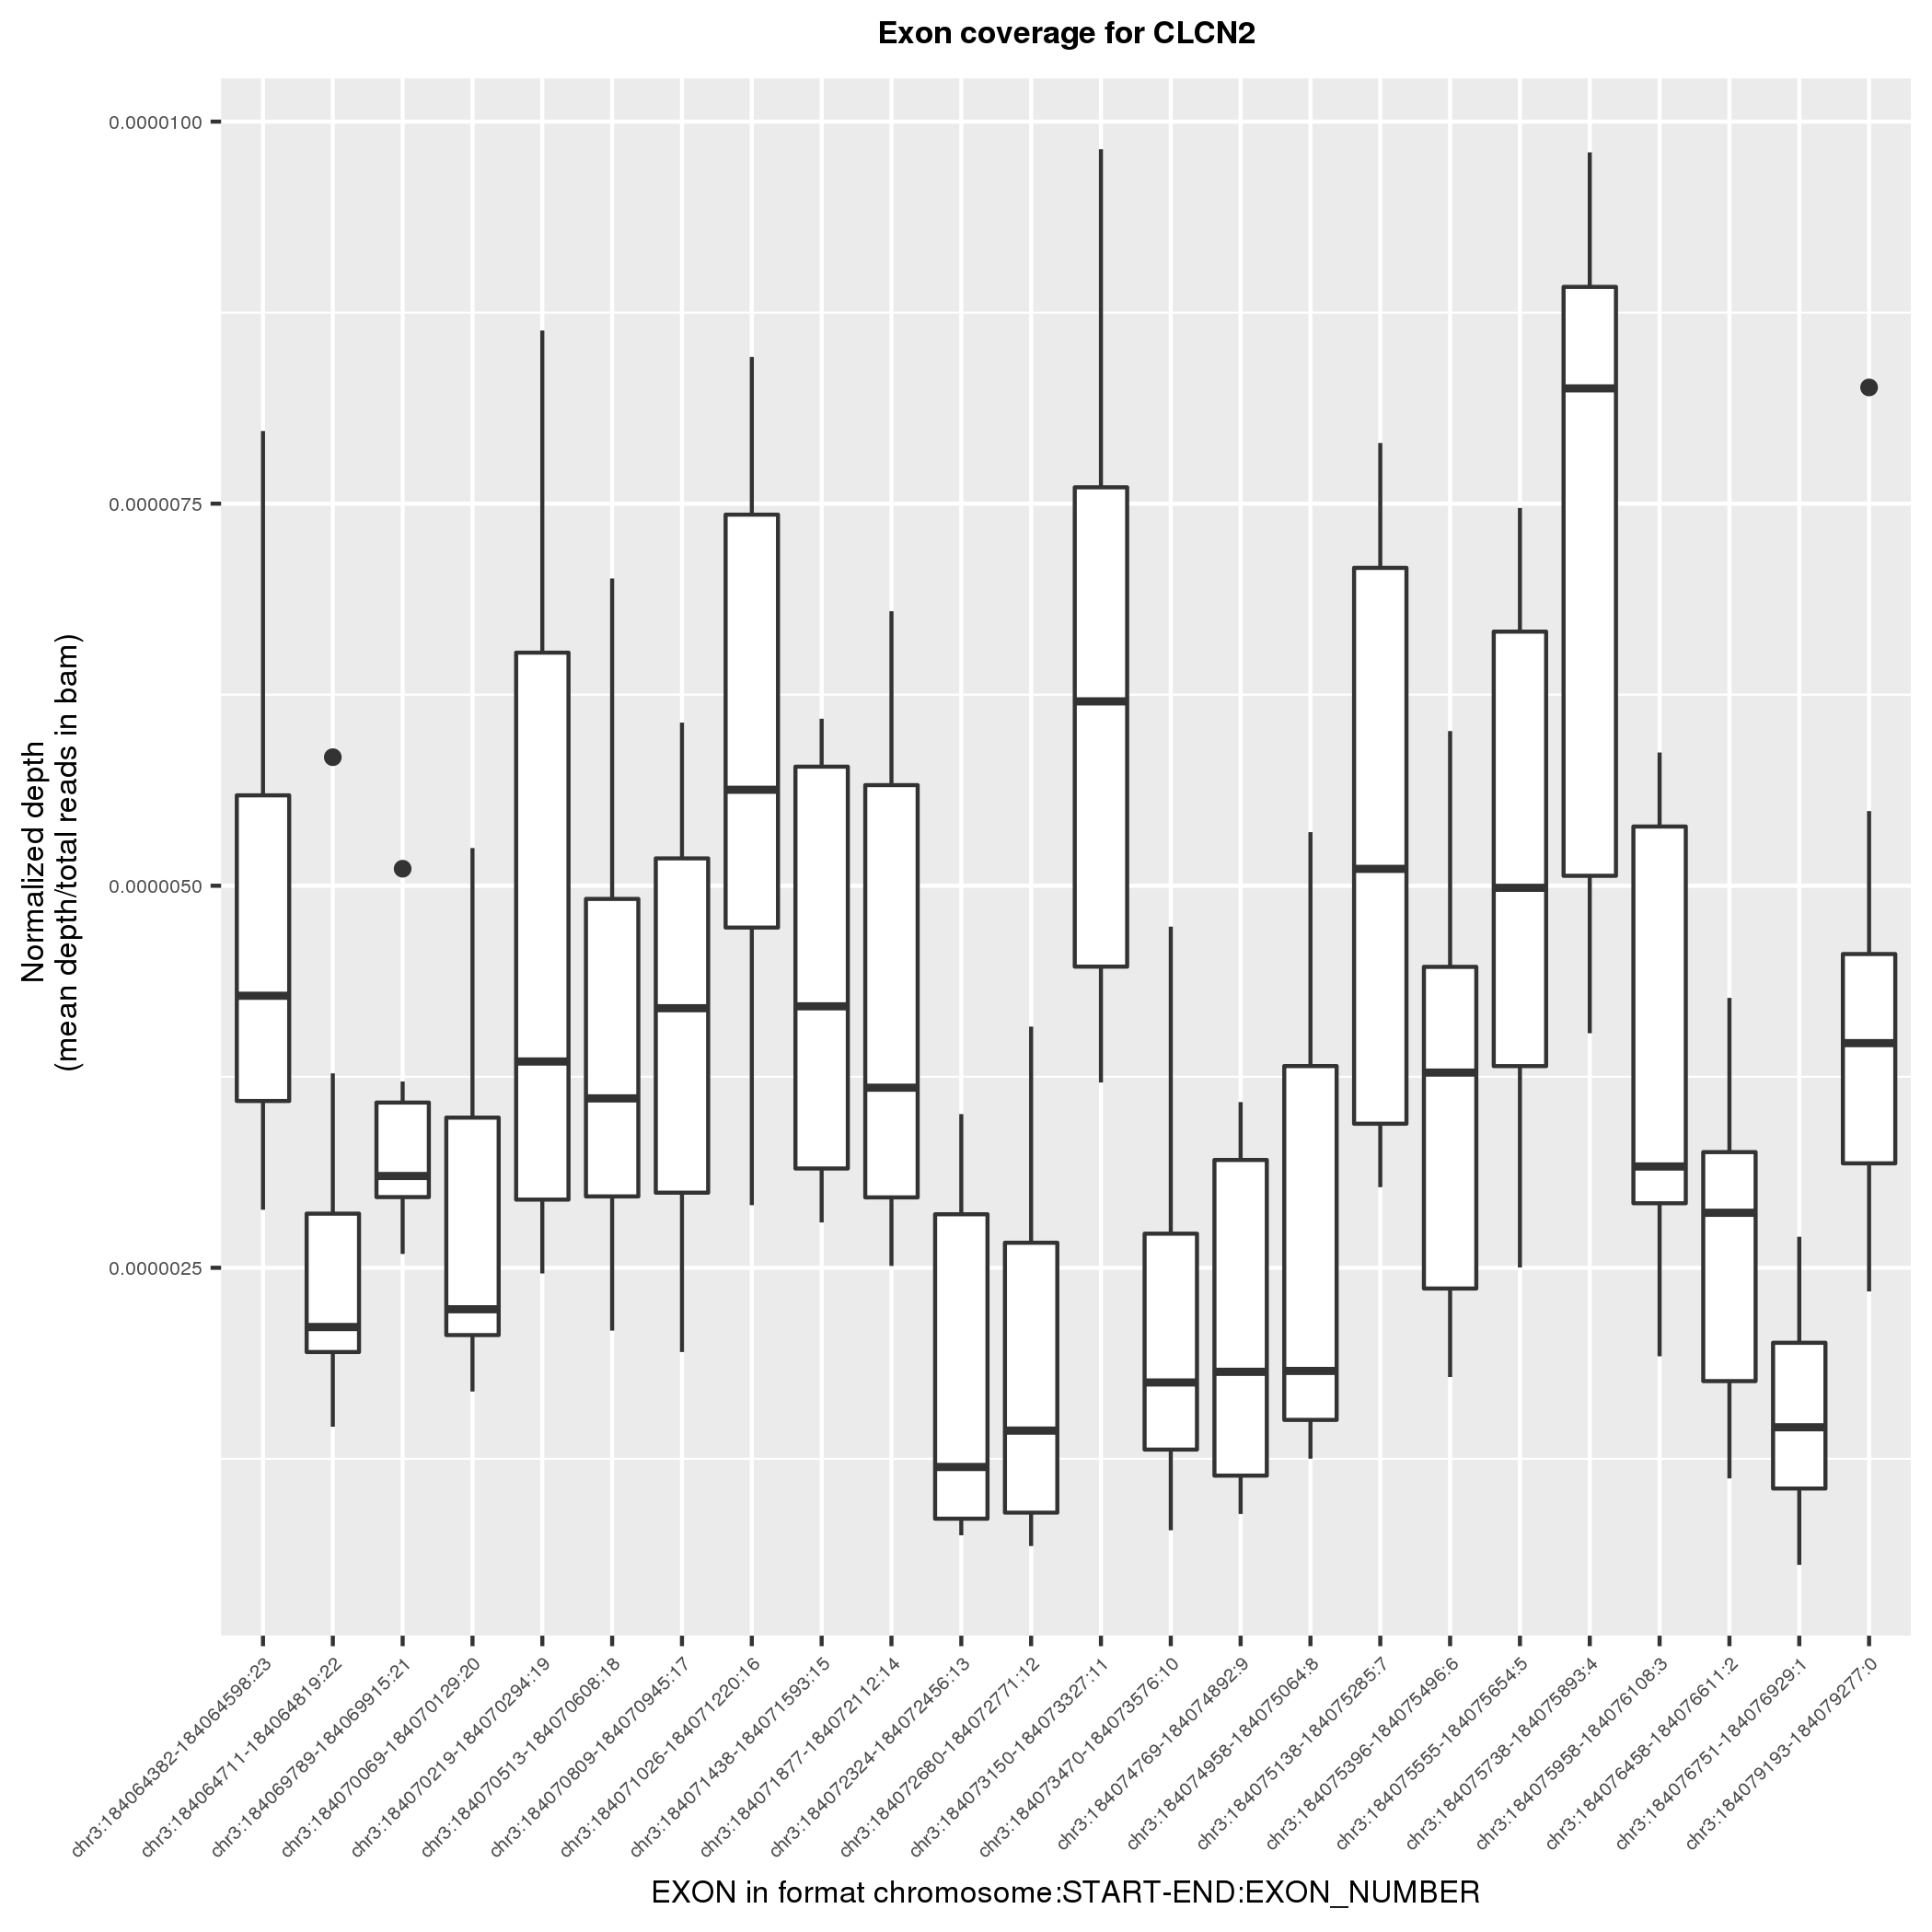 Exon coverage for CLCN2
0.0000100
0.0000075
0.0000050
0.0000025
Normalized depth
(mean depth/total reads in bam)
chr3:184064382-184064598:23
chr3:184064711-184064819:22
chr3:184069789-184069915:21
chr3:184070069-184070129:20
chr3:184070219-184070294:19
chr3:184070513-184070608:18
chr3:184070809-184070945:17
chr3:184071026-184071220:16
chr3:184071438-184071593:15
chr3:184071877-184072112:14
chr3:184072324-184072456:13
chr3:184072680-184072771:12
chr3:184073150-184073327:11
chr3:184073470-184073576:10
chr3:184074769-184074892:9
chr3:184074958-184075064:8
chr3:184075138-184075285:7
chr3:184075396-184075496:6
chr3:184075555-184075654:5
chr3:184075738-184075893:4
chr3:184075958-184076108:3
chr3:184076458-184076611:2
chr3:184076751-184076929:1
chr3:184079193-184079277:0
EXON in format chromosome:START-END:EXON_NUMBER